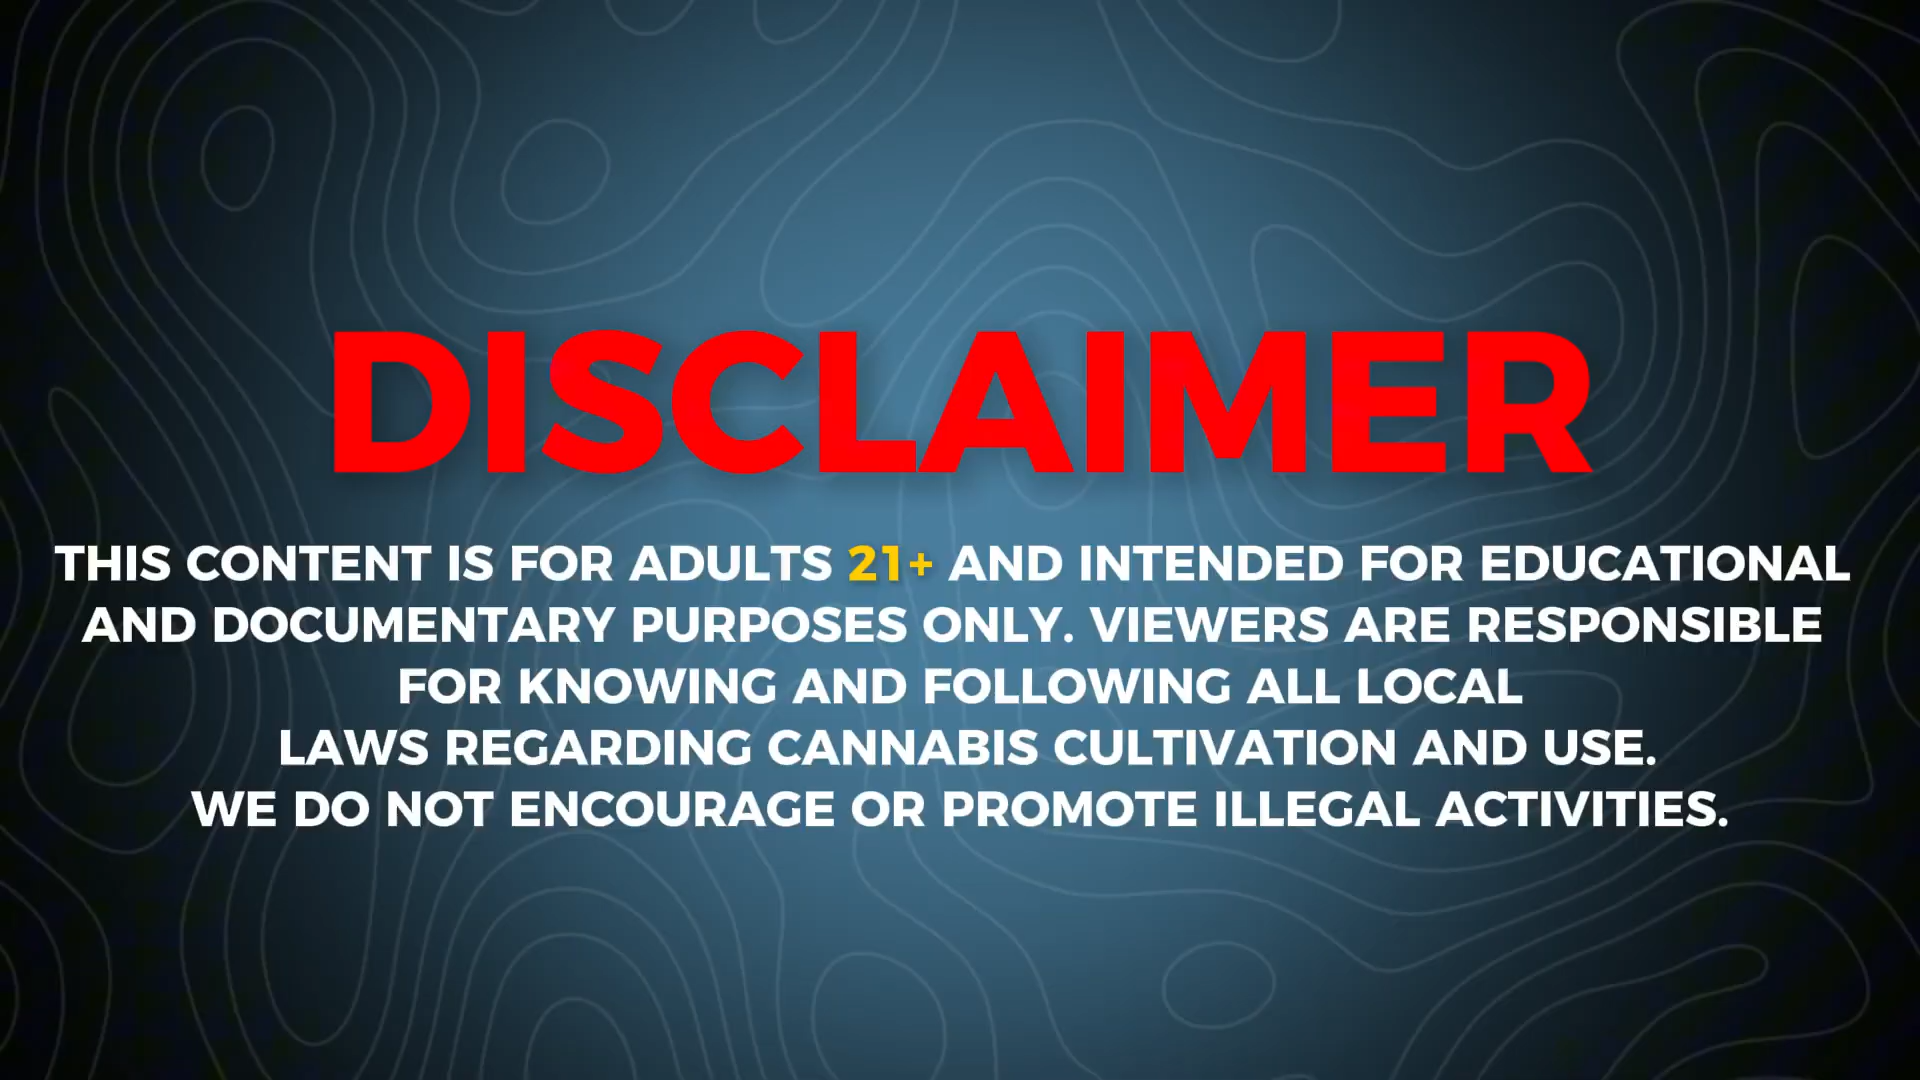 DISCLAIMER
THIS CONTENT IS FOR ADULTS 21+ AND INTENDED FOR EDUCATIONAL
AND DOCUMENTARY PURPOSES ONLY. VIEWERS ARE RESPONSIBLE
FOR KNOWING AND FOLLOWING ALL LOCAL
LAWS REGARDING CANNABIS CULTIVATION AND USE.
WE DO NOT ENCOURAGE OR PROMOTE ILLEGAL ACTIVITIES.